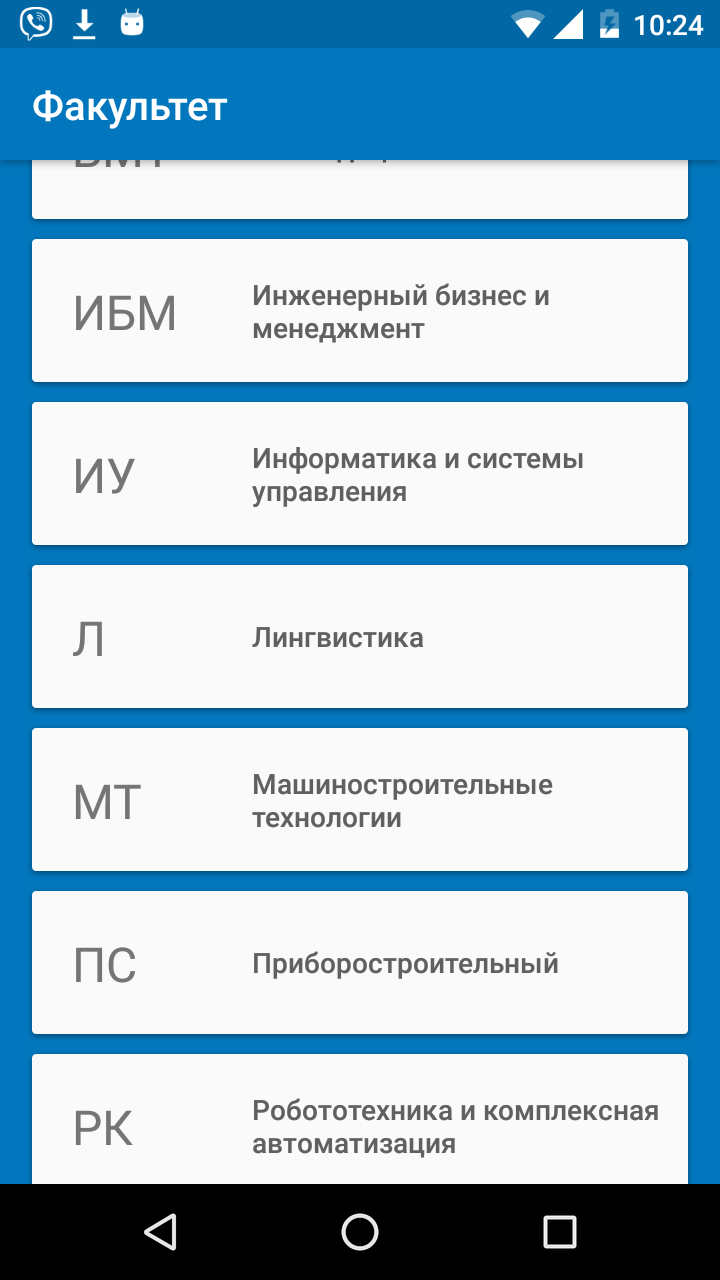 10:24
Факультет
ИБМ
Инженерный бизнес и
менеджмент
ИУ
Информатика и системы
управления
Л
Лингвистика
МТ
Машиностроительные
технологии
ПС
Приборостроительный
РК
Робототехника и комплексная
автоматизация